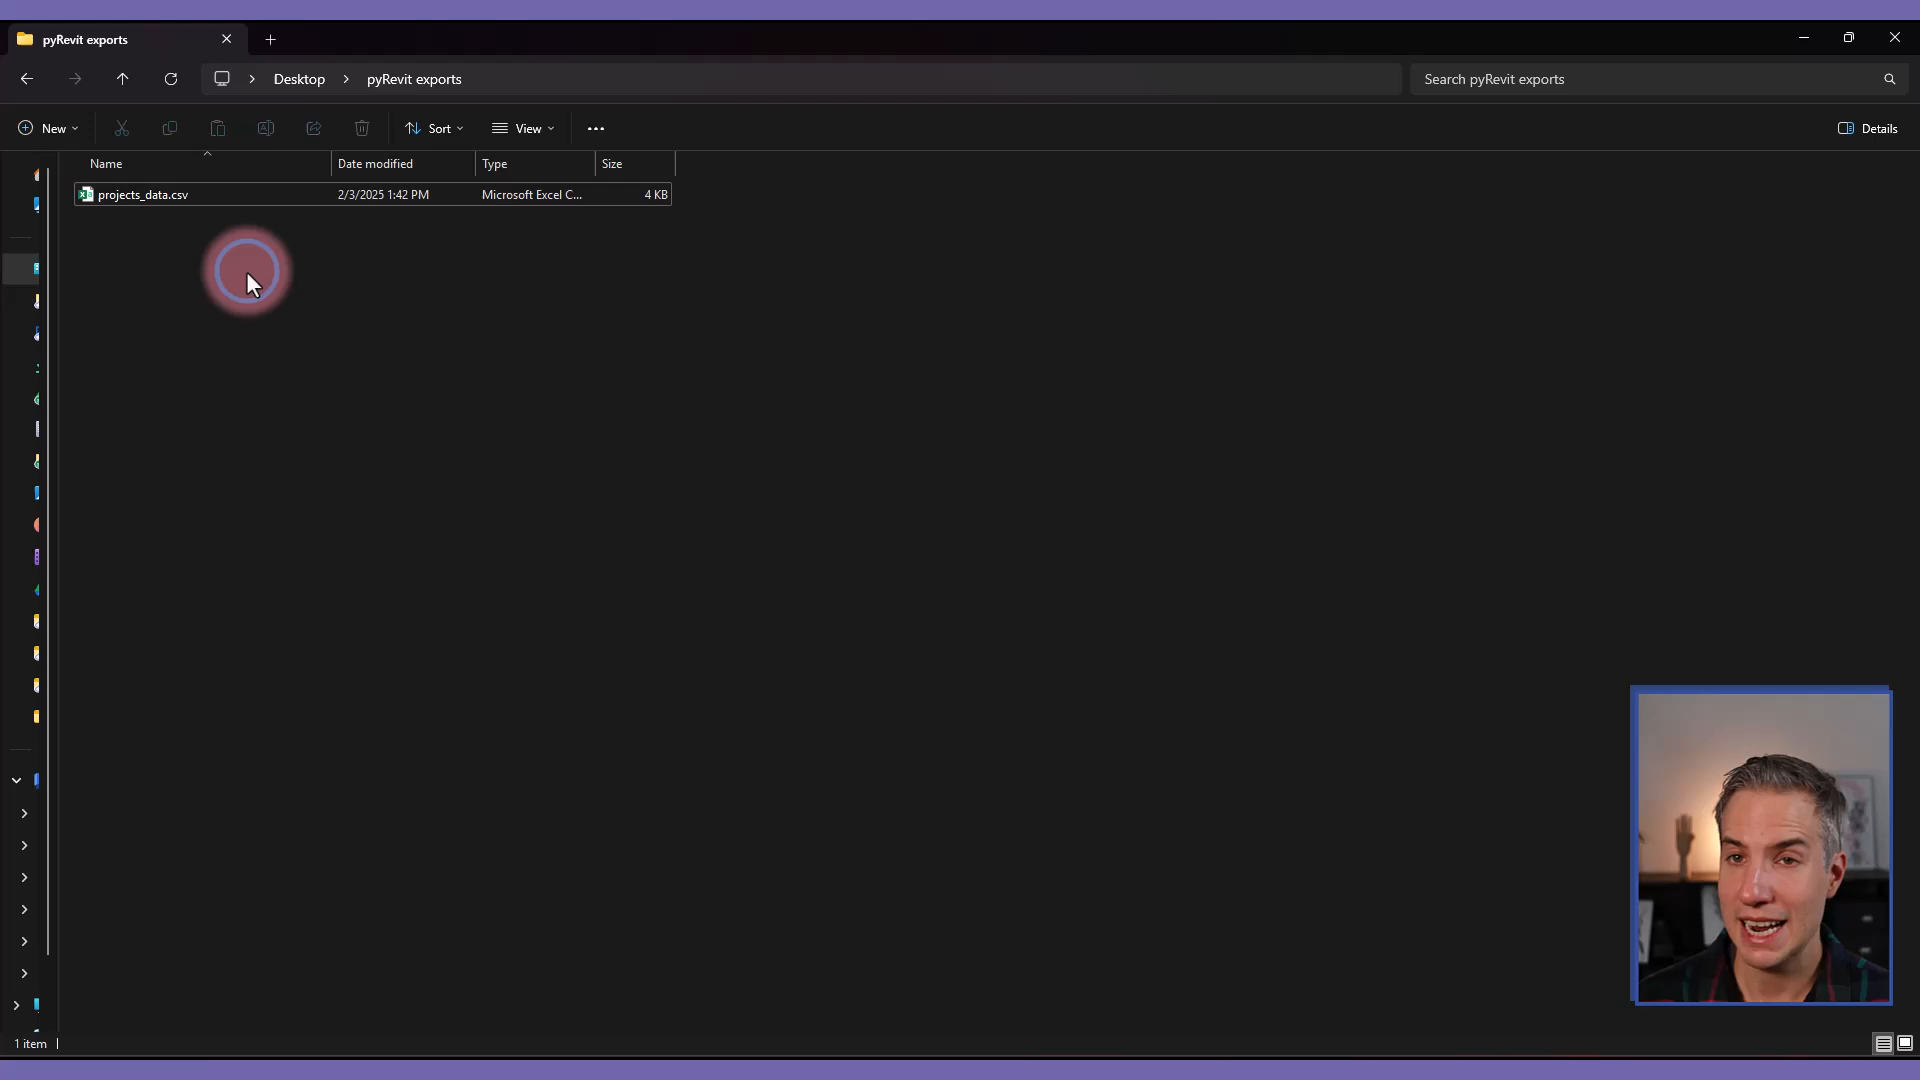 pyRevit exports
Desktop > pyRevit exports
Search pyRevit exports
New
Sort
View
Details
Name Date modified Type Size
projects_data.csv 2/3/2025 1:42 PM Microsoft Excel C... 4 KB
1 item